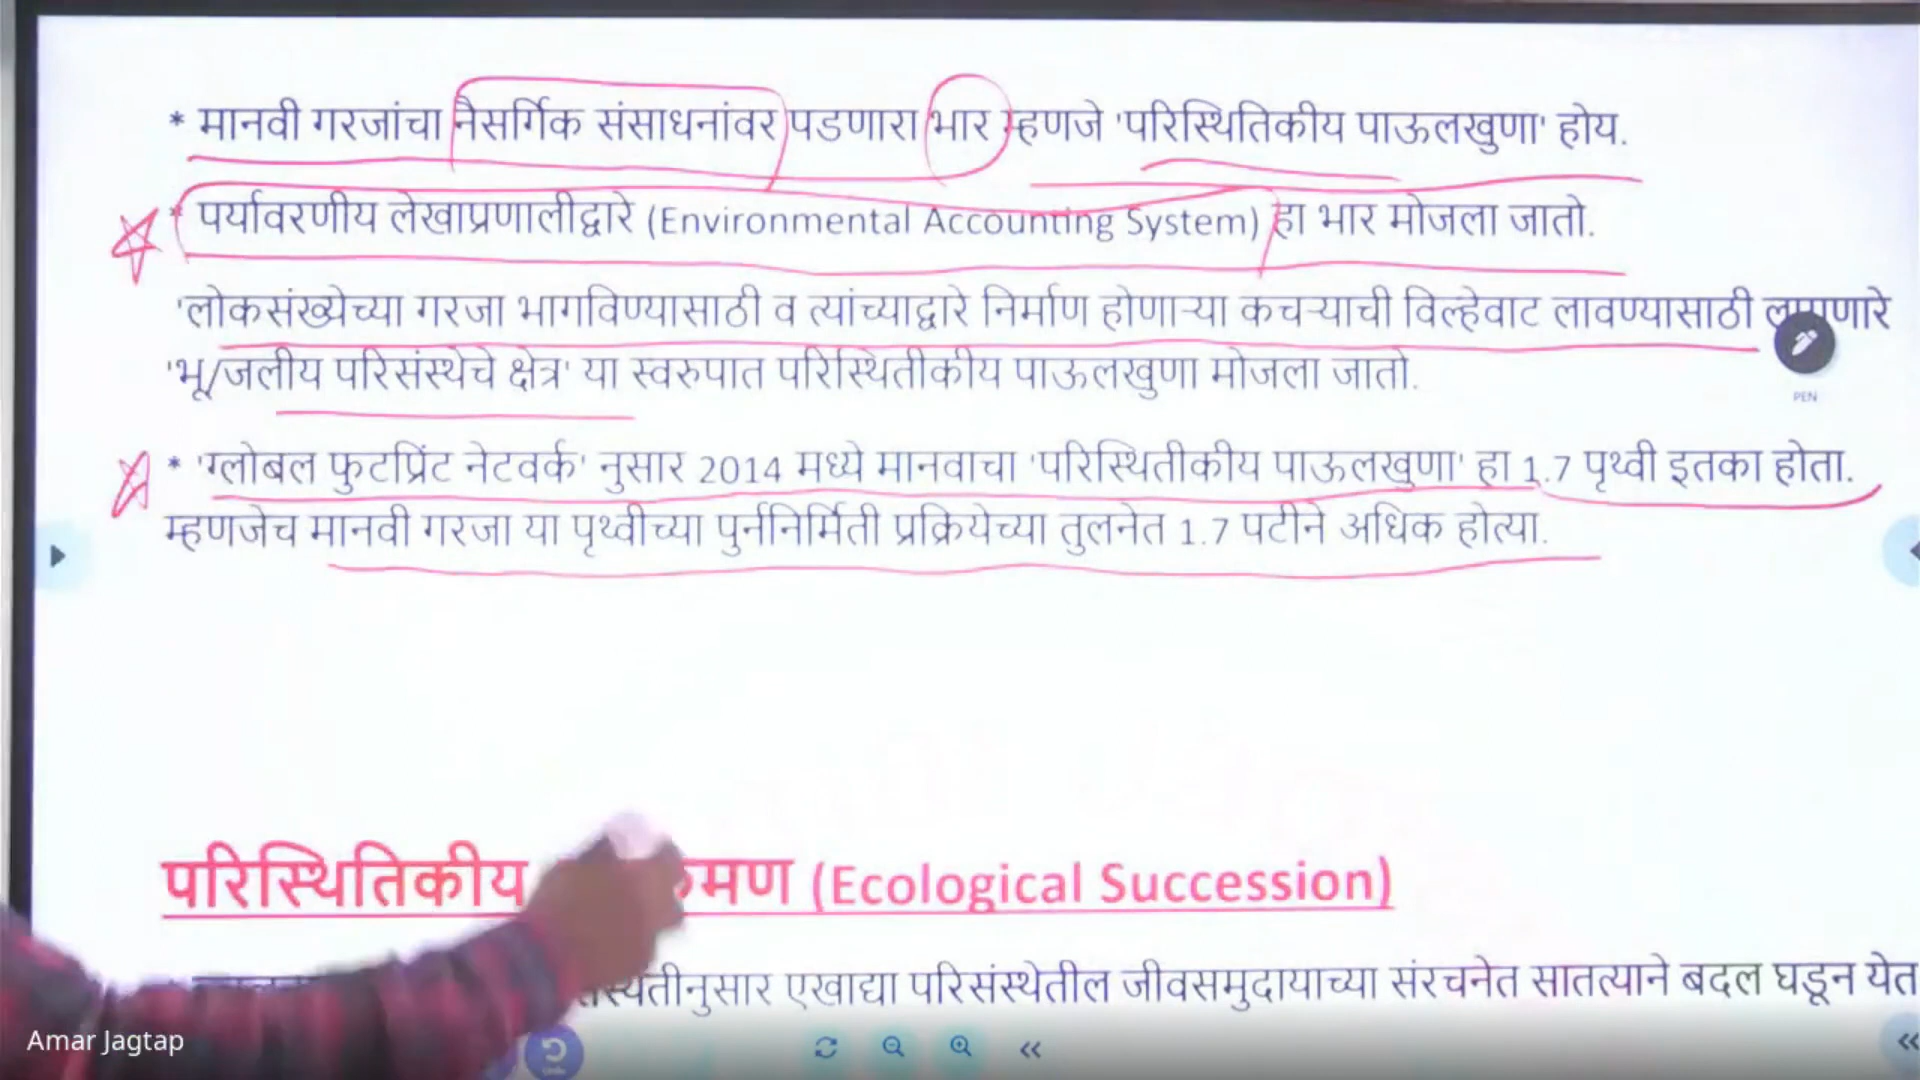 * मानवी गरजांचा नैसर्गिक संसाधनांवर पडणारा भार म्हणजे 'परिस्थितिकीय पाऊलखुणा' होय.
* पर्यावरणीय लेखाप्रणालीद्वारे (Environmental Accounting System) हा भार मोजला जातो.
'लोकसंख्येच्या गरजा भागविण्यासाठी व त्यांच्याद्वारे निर्माण होणाऱ्या कचऱ्याची विल्हेवाट लावण्यासाठी
'भू/जलीय परिसंस्थेचे क्षेत्र' या स्वरुपात परिस्थितीकीय पाऊलखुणा मोजला जातो.
PEN
* 'ग्लोबल फुटप्रिंट नेटवर्क' नुसार 2014 मध्ये मानवाचा 'परिस्थितीकीय पाऊलखुणा' हा 1.7 पृथ्वी इतका होता.
म्हणजेच मानवी गरजा या पृथ्वीच्या पुर्ननिर्मिती प्रक्रियेच्या तुलनेत 1.7 पटीने अधिक होत्या.
परिस्थितिकीय (Ecological Succession)
एखाद्या परिसंस्थेतील जीवसमुदायाच्या संरचनेत सातत्याने बदल घडून येत
Amar Jagtap